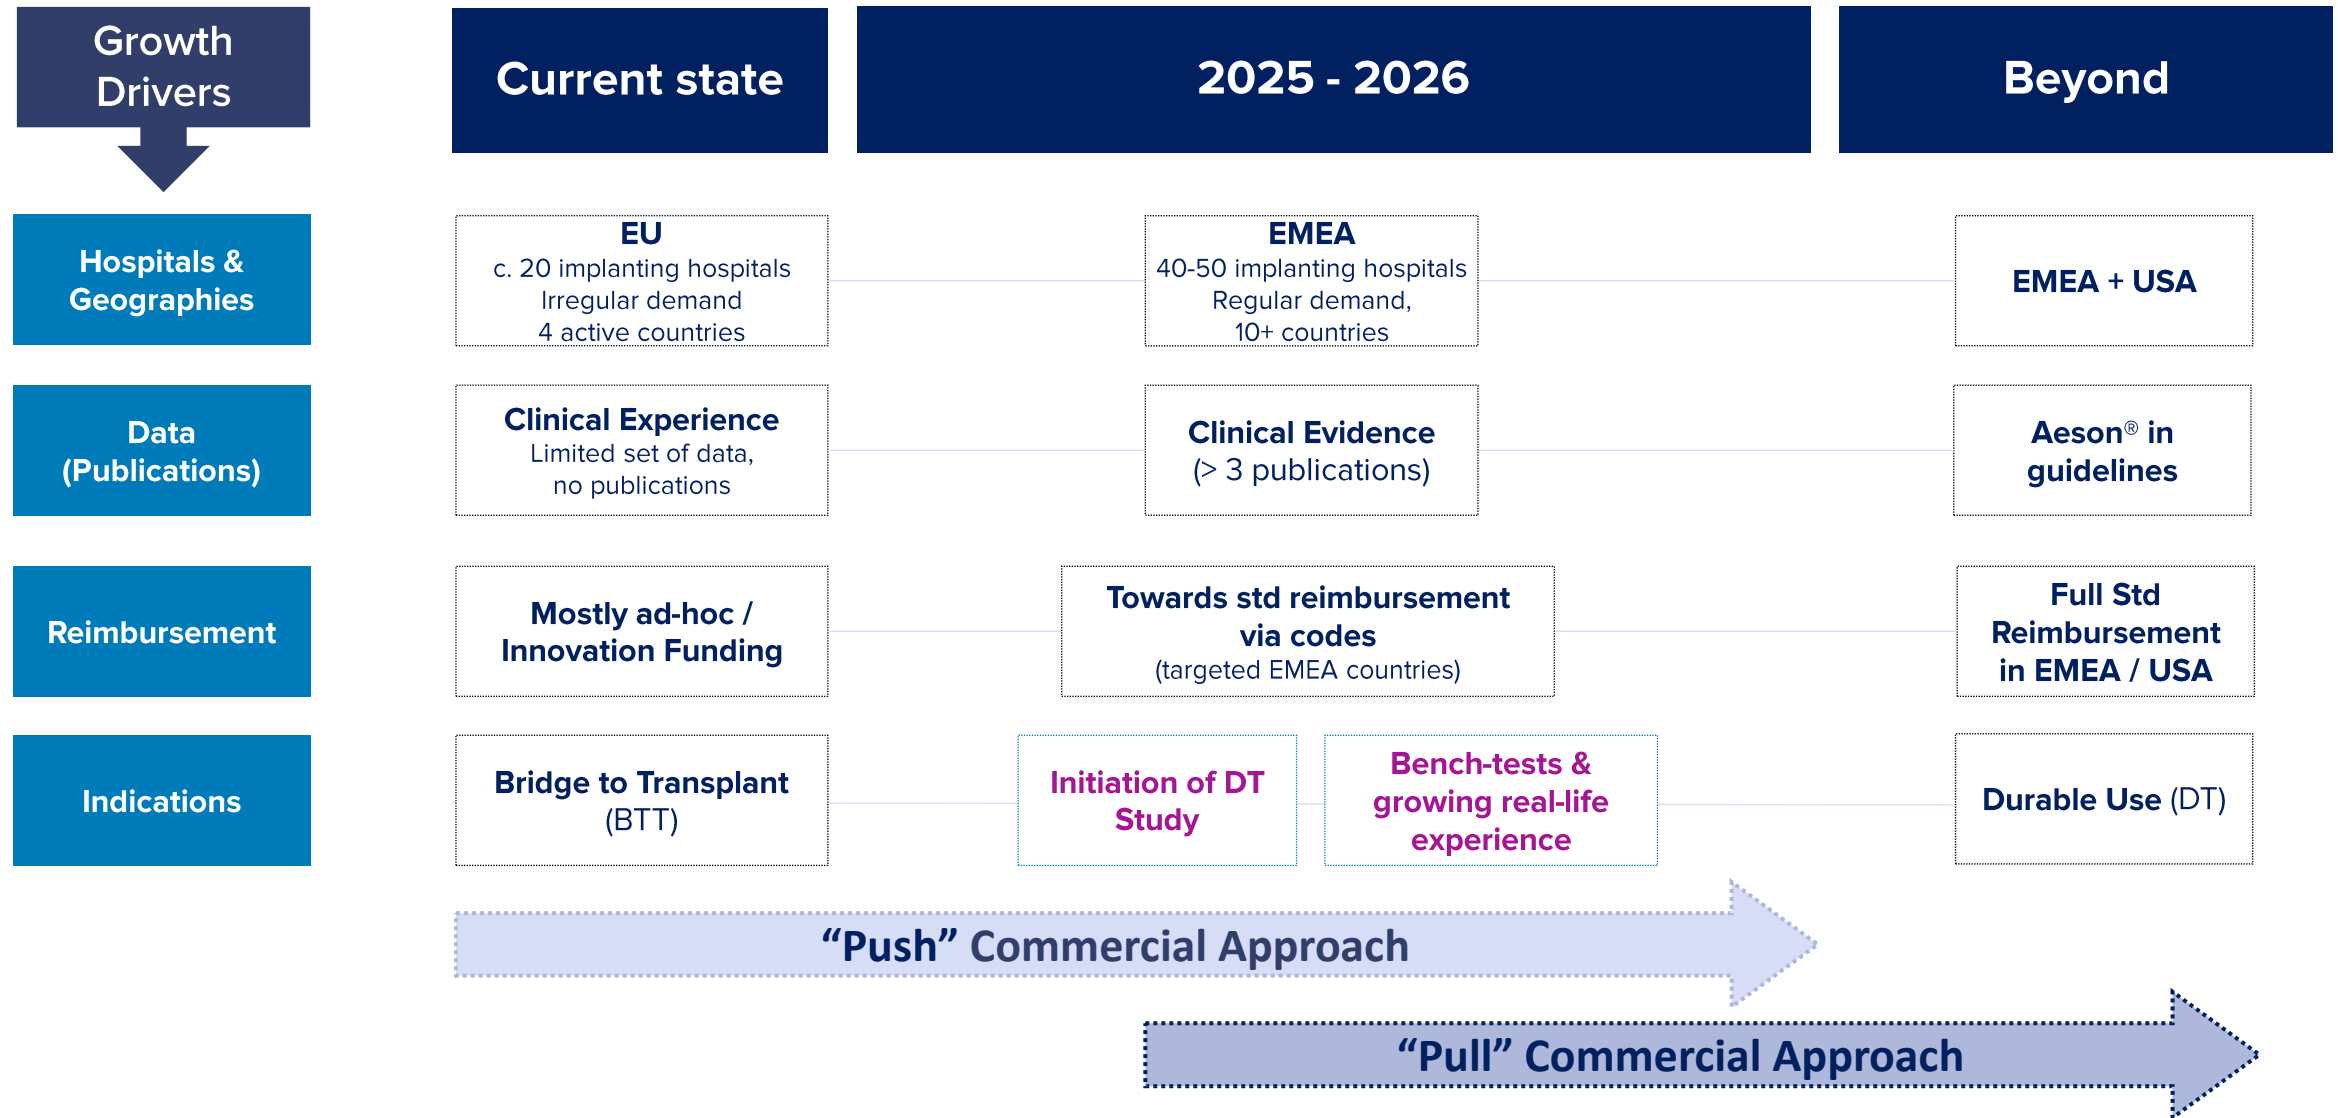 Growth
Drivers
Current state
2025 - 2026
Beyond
Hospitals &
Geographies
EU
c. 20 implanting hospitals
Irregular demand
4 active countries
EMEA
40-50 implanting hospitals
Regular demand,
10+ countries
EMEA + USA
Data
(Publications)
Clinical Experience
Limited set of data,
no publications
Clinical Evidence
(> 3 publications)
Aeson® in
guidelines
Reimbursement
Mostly ad-hoc /
Innovation Funding
Towards std reimbursement
via codes
(targeted EMEA countries)
Full Std
Reimbursement
in EMEA / USA
Indications
Bridge to Transplant
(BTT)
Initiation of DT
Study
Bench-tests &
growing real-life
experience
Durable Use (DT)
“Push” Commercial Approach
“Pull” Commercial Approach